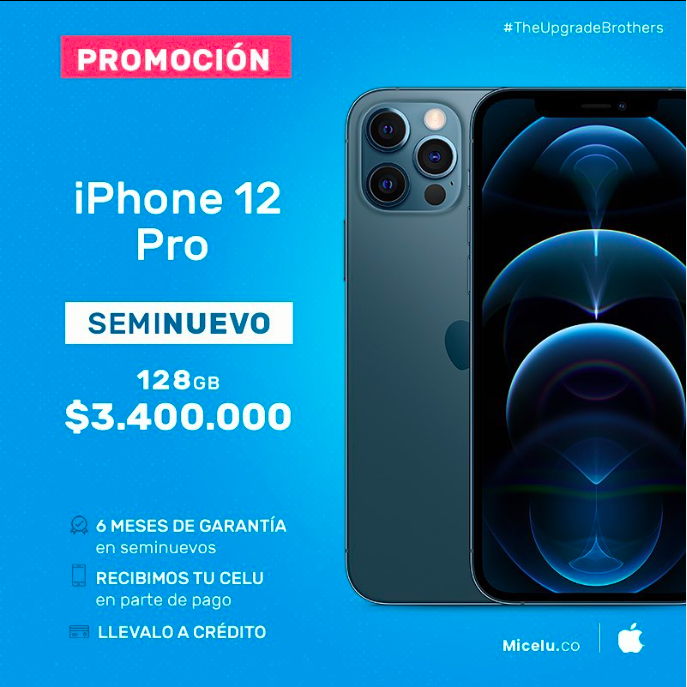 #TheUpgradeBrothers
PROMOCIÓN
iPhone 12
Pro
SEMINUEVO
128GB
$3.400.000
6 MESES DE GARANTÍA
en seminuevos
RECIBIMOS TU CELU
en parte de pago
LLEVALO A CRÉDITO
Micelu.co